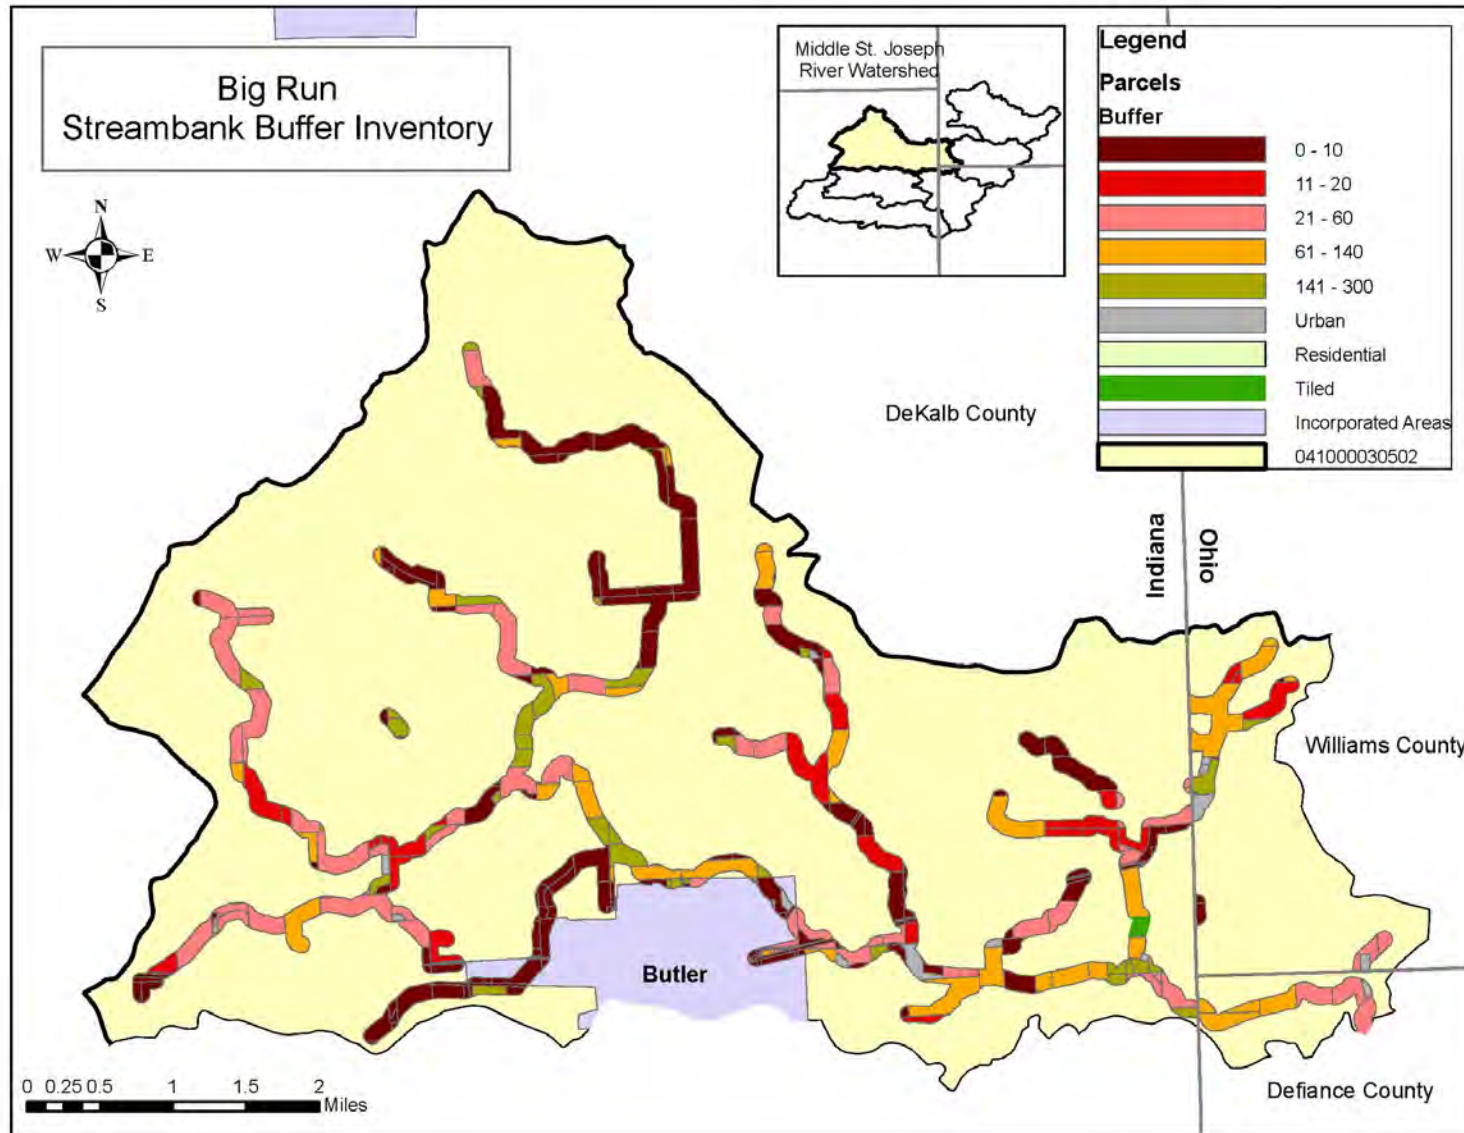 Big Run
Streambank Buffer Inventory
N
W E
S
Middle St. Joseph
River Watershed
Legend
Parcels
Buffer
0 - 10
11 - 20
21 - 60
61 - 140
141 - 300
Urban
Residential
Tiled
Incorporated Areas
041000030502
DeKalb County
Indiana
Ohio
Williams County
Butler
Defiance County
0 0.25 0.5 1 1.5 2
Miles